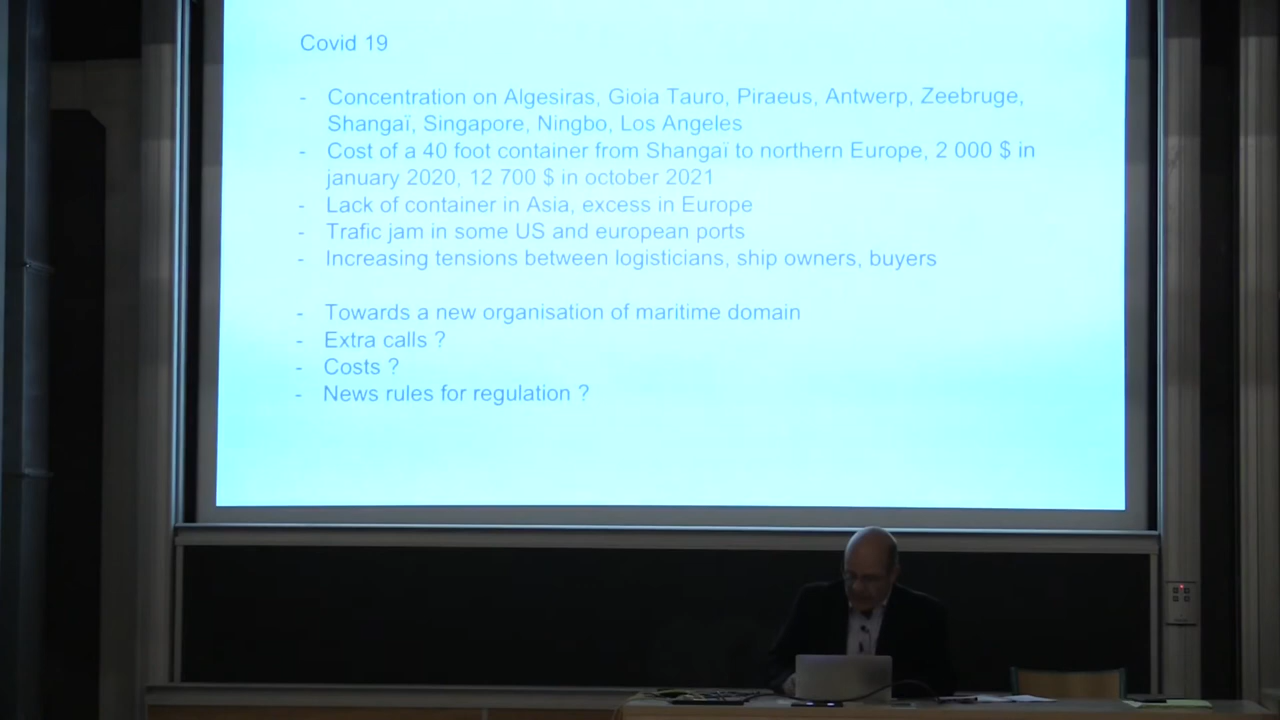 Covid 19
- Concentration on Algesiras, Gioia Tauro, Piraeus, Antwerp, Zeebruge,
Shangaï, Singapore, Ningbo, Los Angeles
- Cost of a 40 foot container from Shangaï to northern Europe, 2 000 $ in
january 2020, 12 700 $ in october 2021
- Lack of container in Asia, excess in Europe
- Trafic jam in some US and european ports
- Increasing tensions between logisticians, ship owners, buyers
- Towards a new organisation of maritime domain
- Extra calls ?
- Costs ?
- News rules for regulation ?